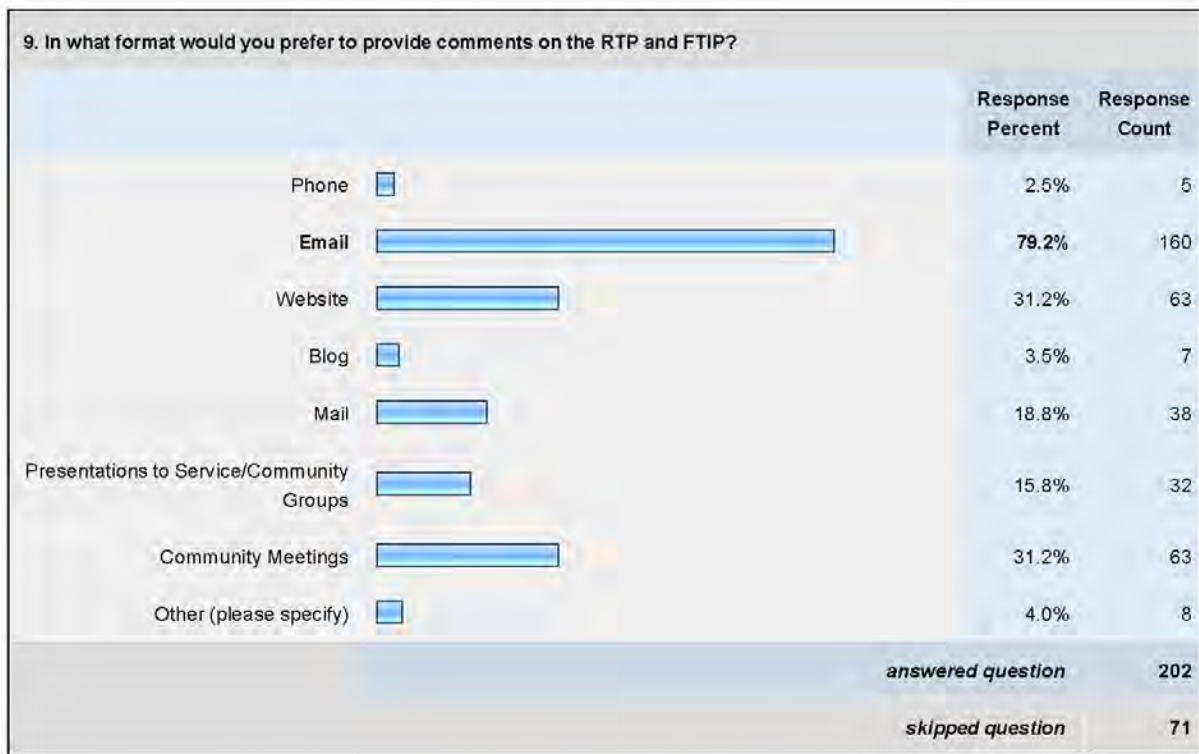 9. In what format would you prefer to provide comments on the RTP and FTIP?
Response Percent Response Count
Phone 2.5% 5
Email 79.2% 160
Website 31.2% 63
Blog 3.5% 7
Mail 18.8% 38
Presentations to Service/Community
Groups 15.8% 32
Community Meetings 31.2% 63
Other (please specify) 4.0% 8
answered question 202
skipped question 71